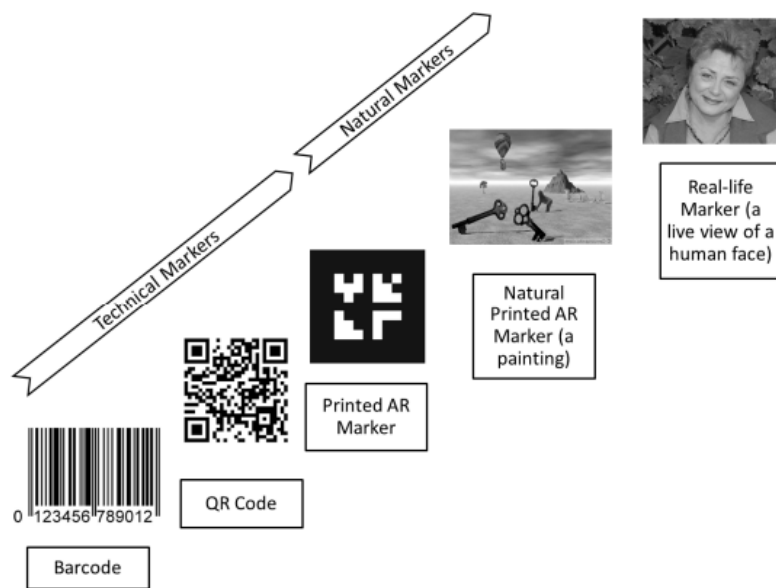 Natural Markers
Technical Markers
Real-life
Marker (a
live view of a
human face)
Natural
Printed AR
Marker (a
painting)
Printed AR
Marker
QR Code
0 123456 789012
Barcode